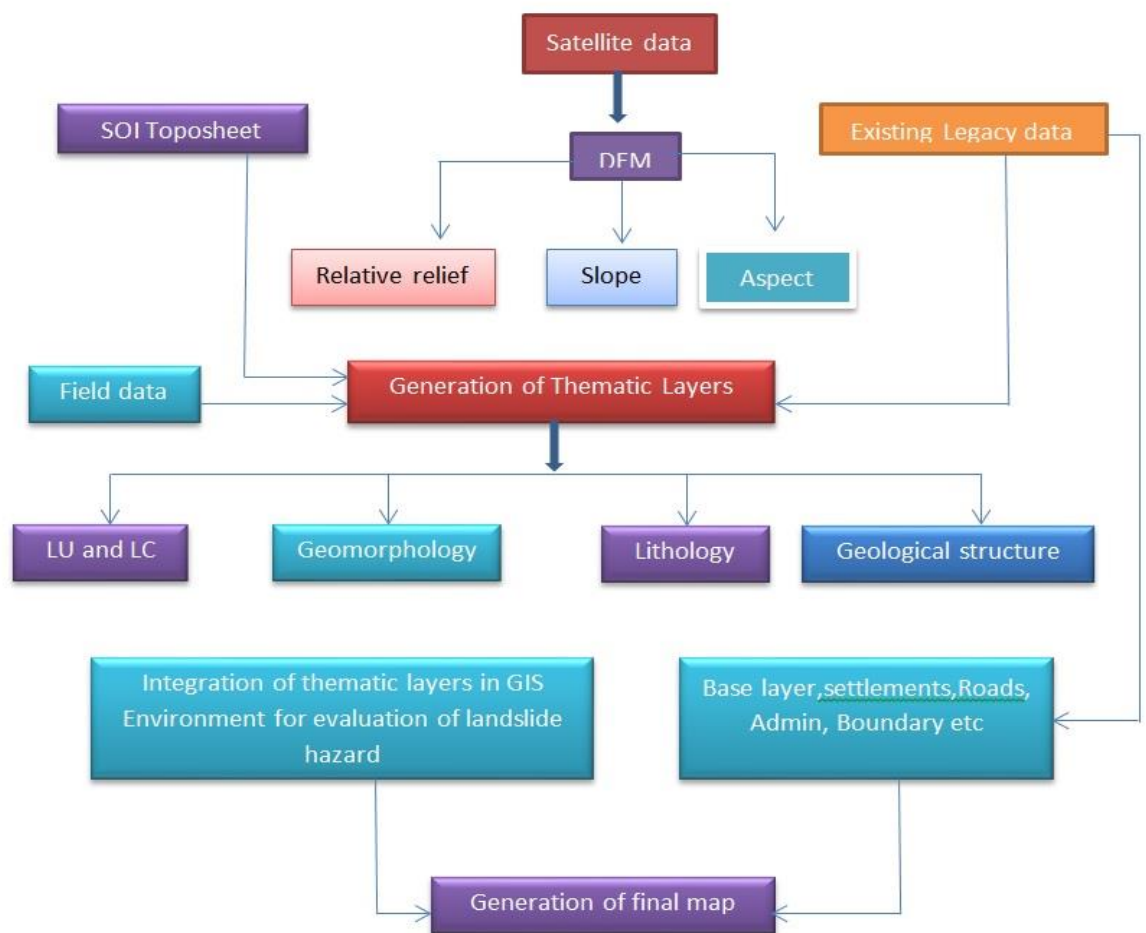 Satellite data
SOI Toposheet
Existing Legacy data
DEM
Relative relief
Slope
Aspect
Generation of Thematic Layers
Field data
LU and LC
Geomorphology
Lithology
Geological structure
Integration of thematic layers in GIS
Environment for evaluation of landslide
hazard
Base layer,settlements,Roads,
Admin, Boundary etc
Generation of final map